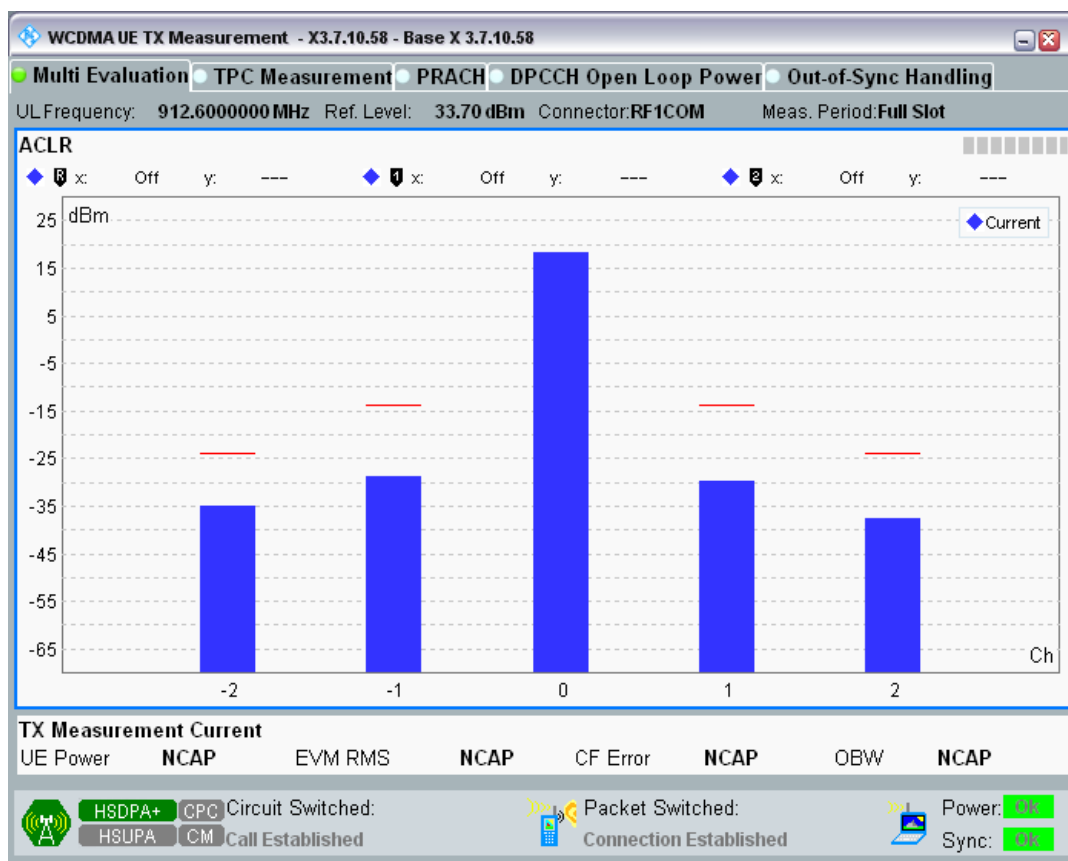 WCDMA UE TX Measurement - X3.7.10.58 - Base X 3.7.10.58
Multi Evaluation TPC Measurement PRACH DPCCH Open Loop Power Out-of-Sync Handling
UL Frequency: 912.6000000 MHz Ref. Level: 33.70 dBm Connector: RF1COM Meas. Period: Full Slot
ACLR
R x: Off y: --- 1 x: Off y: --- 2 x: Off y: ---
dBm
Current
25
15
5
-5
-15
-25
-35
-45
-55
-65
Ch
-2 -1 0 1 2
TX Measurement Current
UE Power NCAP EVM RMS NCAP CF Error NCAP OBW NCAP
HSDPA+ CPC Circuit Switched: Packet Switched: Power: Ok
HSUPA CM Call Established Connection Established Sync: Ok